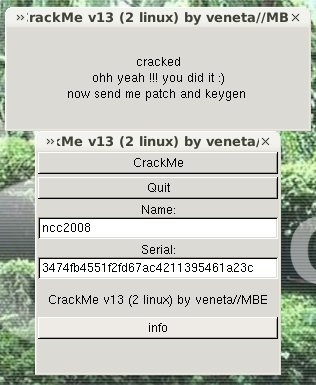 rackMe v13 (2 linux) by veneta//MB
cracked
ohh yeah !!! you did it :)
now send me patch and keygen
kMe v13 (2 linux) by veneta/
CrackMe
Quit
Name:
ncc2008
Serial:
3474fb4551f2fd67ac4211395461a23c
CrackMe v13 (2 linux) by veneta//MBE
info